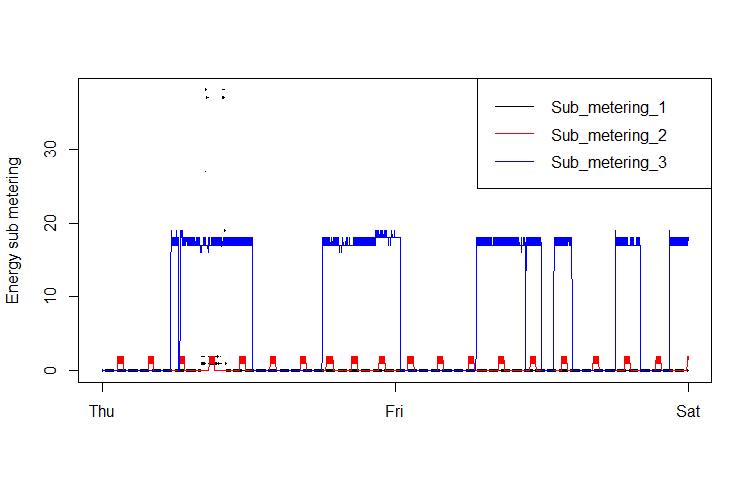 Sub_metering_1
Sub_metering_2
Sub_metering_3
Energy sub metering
30
20
10
0
Thu
Fri
Sat